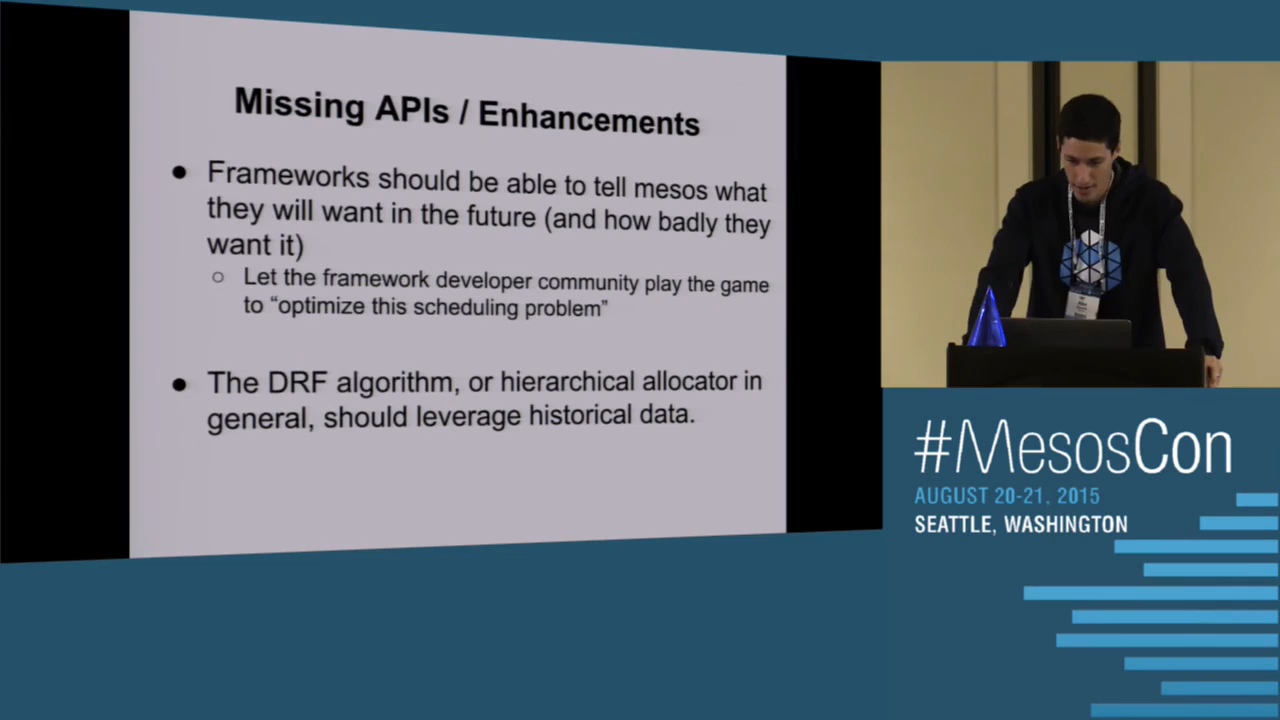 Missing APIs / Enhancements
● Frameworks should be able to tell mesos what
they will want in the future (and how badly they
want it)
○ Let the framework developer community play the game
to “optimize this scheduling problem”
● The DRF algorithm, or hierarchical allocator in
general, should leverage historical data.
#MesosCon
AUGUST 20-21, 2015
SEATTLE, WASHINGTON